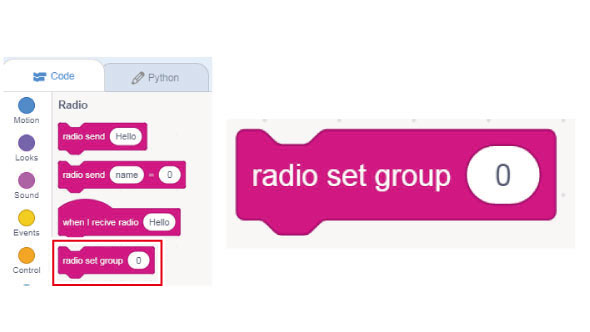 Code
Python
Motion
Looks
Sound
Events
Control
Radio
radio send Hello
radio send name = 0
when I recive radio Hello
radio set group 0
radio set group 0